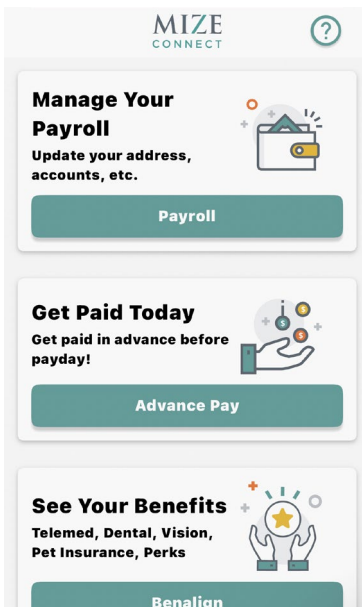 MIZE
CONNECT
?
Manage Your
Payroll
Update your address,
accounts, etc.
Payroll
Get Paid Today
Get paid in advance before
payday!
Advance Pay
See Your Benefits
Telemed, Dental, Vision,
Pet Insurance, Perks
Benalign